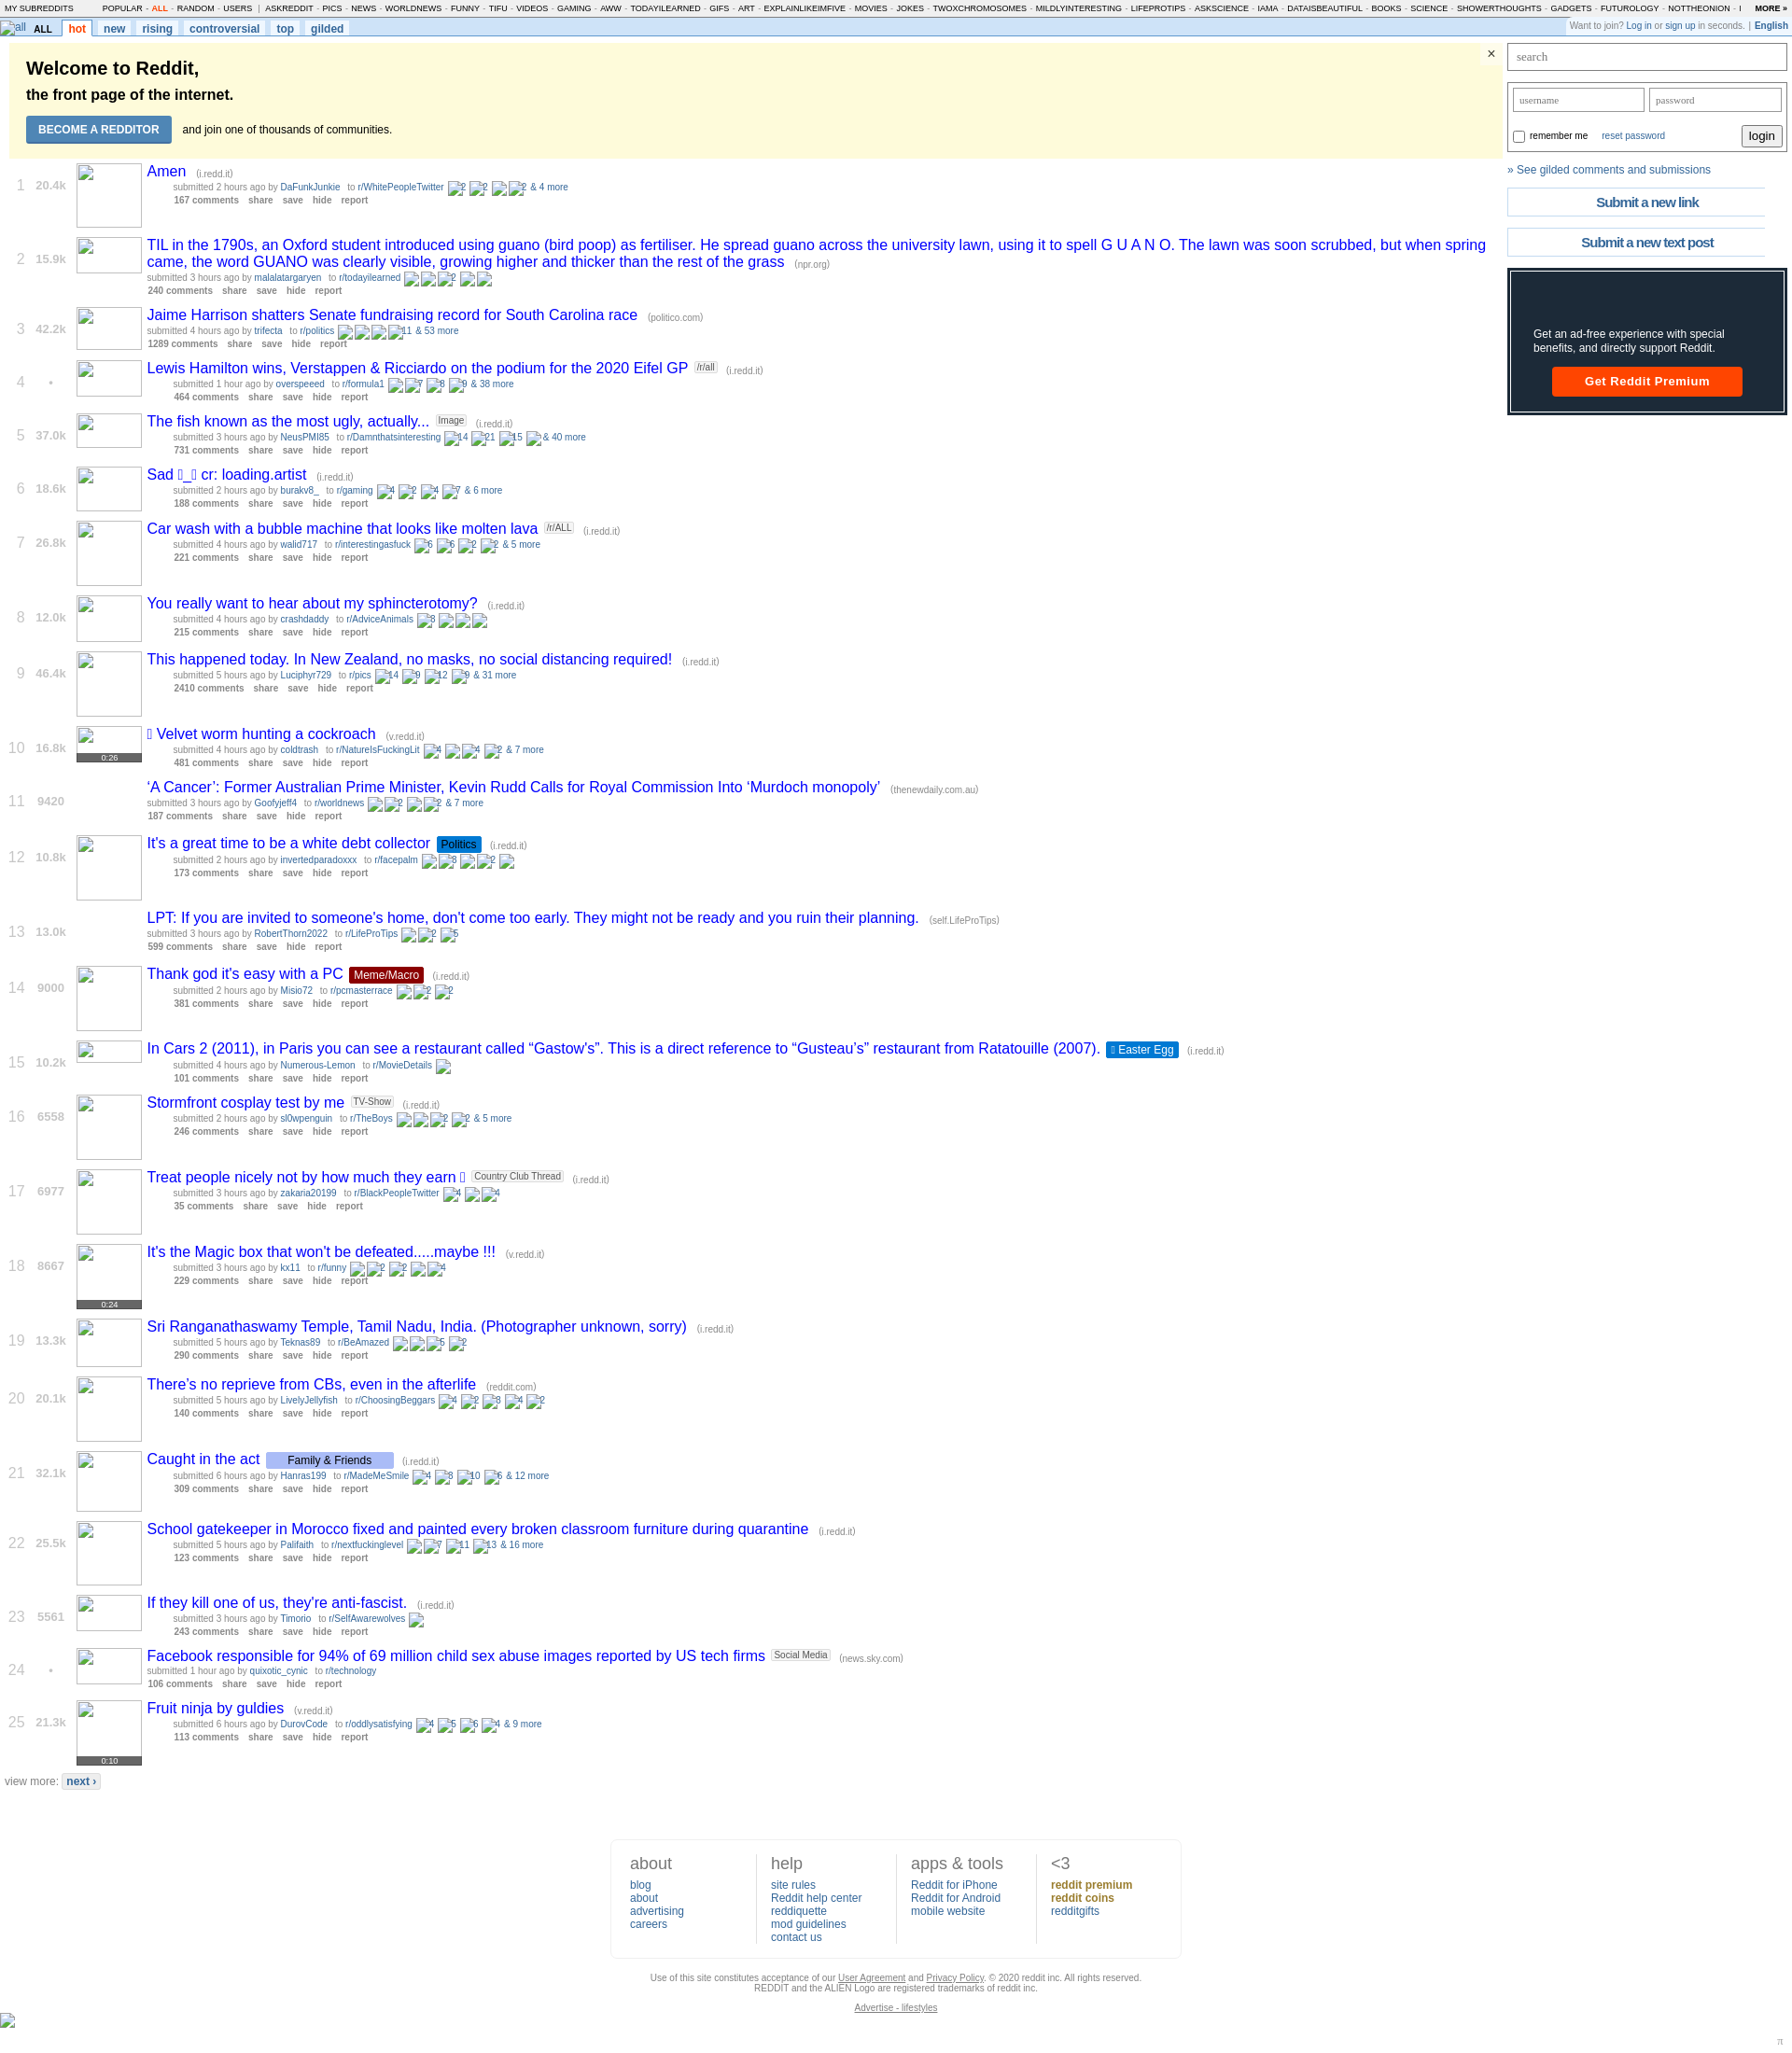 MY SUBREDDITS POPULAR - ALL - RANDOM - USERS | ASKREDDIT - PICS - NEWS - WORLDNEWS - FUNNY - TIFU - VIDEOS - GAMING - AWW - TODAYILEARNED - GIFS - ART - EXPLAINLIKEIMFIVE - MOVIES - JOKES - TWOXCHROMOSOMES - MILDLYINTERESTING - LIFEPROTIPS - ASKSCIENCE - IAMA - DATAISBEAUTIFUL - BOOKS - SCIENCE - SHOWERTHOUGHTS - GADGETS - FUTUROLOGY - NOTTHEONION - I MORE »
all ALL hot new rising controversial top gilded Want to join? Log in or sign up in seconds. | English
Welcome to Reddit, ×
the front page of the internet.
BECOME A REDDITOR and join one of thousands of communities.
search
username password
remember me reset password login
» See gilded comments and submissions
Submit a new link
Submit a new text post
Get an ad-free experience with special
benefits, and directly support Reddit.
Get Reddit Premium
1 20.4k Amen (i.redd.it)
submitted 2 hours ago by DaFunkJunkie to r/WhitePeopleTwitter 2 2 2 & 4 more
167 comments share save hide report
2 15.9k TIL in the 1790s, an Oxford student introduced using guano (bird poop) as fertiliser. He spread guano across the university lawn, using it to spell G U A N O. The lawn was soon scrubbed, but when spring
came, the word GUANO was clearly visible, growing higher and thicker than the rest of the grass (npr.org)
submitted 3 hours ago by malalatargaryen to r/todayilearned 2
240 comments share save hide report
3 42.2k Jaime Harrison shatters Senate fundraising record for South Carolina race (politico.com)
submitted 4 hours ago by trifecta to r/politics 11 & 53 more
1289 comments share save hide report
4 • Lewis Hamilton wins, Verstappen & Ricciardo on the podium for the 2020 Eifel GP /r/all (i.redd.it)
submitted 1 hour ago by overspeeed to r/formula1 7 8 9 & 38 more
464 comments share save hide report
5 37.0k The fish known as the most ugly, actually... Image (i.redd.it)
submitted 3 hours ago by NeusPMI85 to r/Damnthatsinteresting 14 21 15 & 40 more
731 comments share save hide report
6 18.6k Sad _ cr: loading.artist (i.redd.it)
submitted 2 hours ago by burakv8_ to r/gaming 4 2 4 7 & 6 more
188 comments share save hide report
7 26.8k Car wash with a bubble machine that looks like molten lava /r/ALL (i.redd.it)
submitted 4 hours ago by walid717 to r/interestingasfuck 6 6 2 2 & 5 more
221 comments share save hide report
8 12.0k You really want to hear about my sphincterotomy? (i.redd.it)
submitted 4 hours ago by crashdaddy to r/AdviceAnimals 8
215 comments share save hide report
9 46.4k This happened today. In New Zealand, no masks, no social distancing required! (i.redd.it)
submitted 5 hours ago by Luciphyr729 to r/pics 14 9 12 9 & 31 more
2410 comments share save hide report
10 16.8k Velvet worm hunting a cockroach (v.redd.it)
submitted 4 hours ago by coldtrash to r/NatureIsFuckingLit 4 4 2 & 7 more
0:26 481 comments share save hide report
11 9420 ‘A Cancer’: Former Australian Prime Minister, Kevin Rudd Calls for Royal Commission Into ‘Murdoch monopoly’ (thenewdaily.com.au)
submitted 3 hours ago by Goofyjeff4 to r/worldnews 2 2 & 7 more
187 comments share save hide report
12 10.8k It's a great time to be a white debt collector Politics (i.redd.it)
submitted 2 hours ago by invertedparadoxxx to r/facepalm 3 2
173 comments share save hide report
13 13.0k LPT: If you are invited to someone's home, don't come too early. They might not be ready and you ruin their planning. (self.LifeProTips)
submitted 3 hours ago by RobertThorn2022 to r/LifeProTips 2 5
599 comments share save hide report
14 9000 Thank god it's easy with a PC Meme/Macro (i.redd.it)
submitted 2 hours ago by Misio72 to r/pcmasterrace 2 2
381 comments share save hide report
15 10.2k In Cars 2 (2011), in Paris you can see a restaurant called “Gastow's”. This is a direct reference to “Gusteau’s” restaurant from Ratatouille (2007). Easter Egg (i.redd.it)
submitted 4 hours ago by Numerous-Lemon to r/MovieDetails
101 comments share save hide report
16 6558 Stormfront cosplay test by me TV-Show (i.redd.it)
submitted 2 hours ago by sl0wpenguin to r/TheBoys 2 2 & 5 more
246 comments share save hide report
17 6977 Treat people nicely not by how much they earn Country Club Thread (i.redd.it)
submitted 3 hours ago by zakaria20199 to r/BlackPeopleTwitter 4 4
35 comments share save hide report
18 8667 It's the Magic box that won't be defeated.....maybe !!! (v.redd.it)
submitted 3 hours ago by kx11 to r/funny 2 2 4
229 comments share save hide report
0:24
19 13.3k Sri Ranganathaswamy Temple, Tamil Nadu, India. (Photographer unknown, sorry) (i.redd.it)
submitted 5 hours ago by Teknas89 to r/BeAmazed 5 2
290 comments share save hide report
20 20.1k There's no reprieve from CBs, even in the afterlife (reddit.com)
submitted 5 hours ago by LivelyJellyfish to r/ChoosingBeggars 4 2 3 4 2
140 comments share save hide report
21 32.1k Caught in the act Family & Friends (i.redd.it)
submitted 6 hours ago by Hanras199 to r/MadeMeSmile 4 3 10 6 & 12 more
309 comments share save hide report
22 25.5k School gatekeeper in Morocco fixed and painted every broken classroom furniture during quarantine (i.redd.it)
submitted 5 hours ago by Palifaith to r/nextfuckinglevel 7 11 13 & 16 more
123 comments share save hide report
23 5561 If they kill one of us, they're anti-fascist. (i.redd.it)
submitted 3 hours ago by Timorio to r/SelfAwarewolves
243 comments share save hide report
24 • Facebook responsible for 94% of 69 million child sex abuse images reported by US tech firms Social Media (news.sky.com)
submitted 1 hour ago by quixotic_cynic to r/technology
106 comments share save hide report
25 21.3k Fruit ninja by guldies (v.redd.it)
submitted 6 hours ago by DurovCode to r/oddlysatisfying 4 5 6 4 & 9 more
113 comments share save hide report
0:10
view more: next ›
about
blog
about
advertising
careers
help
site rules
Reddit help center
reddiquette
mod guidelines
contact us
apps & tools
Reddit for iPhone
Reddit for Android
mobile website
<3
reddit premium
reddit coins
redditgifts
Use of this site constitutes acceptance of our User Agreement and Privacy Policy. © 2020 reddit inc. All rights reserved.
REDDIT and the ALIEN Logo are registered trademarks of reddit inc.
Advertise - lifestyles
π